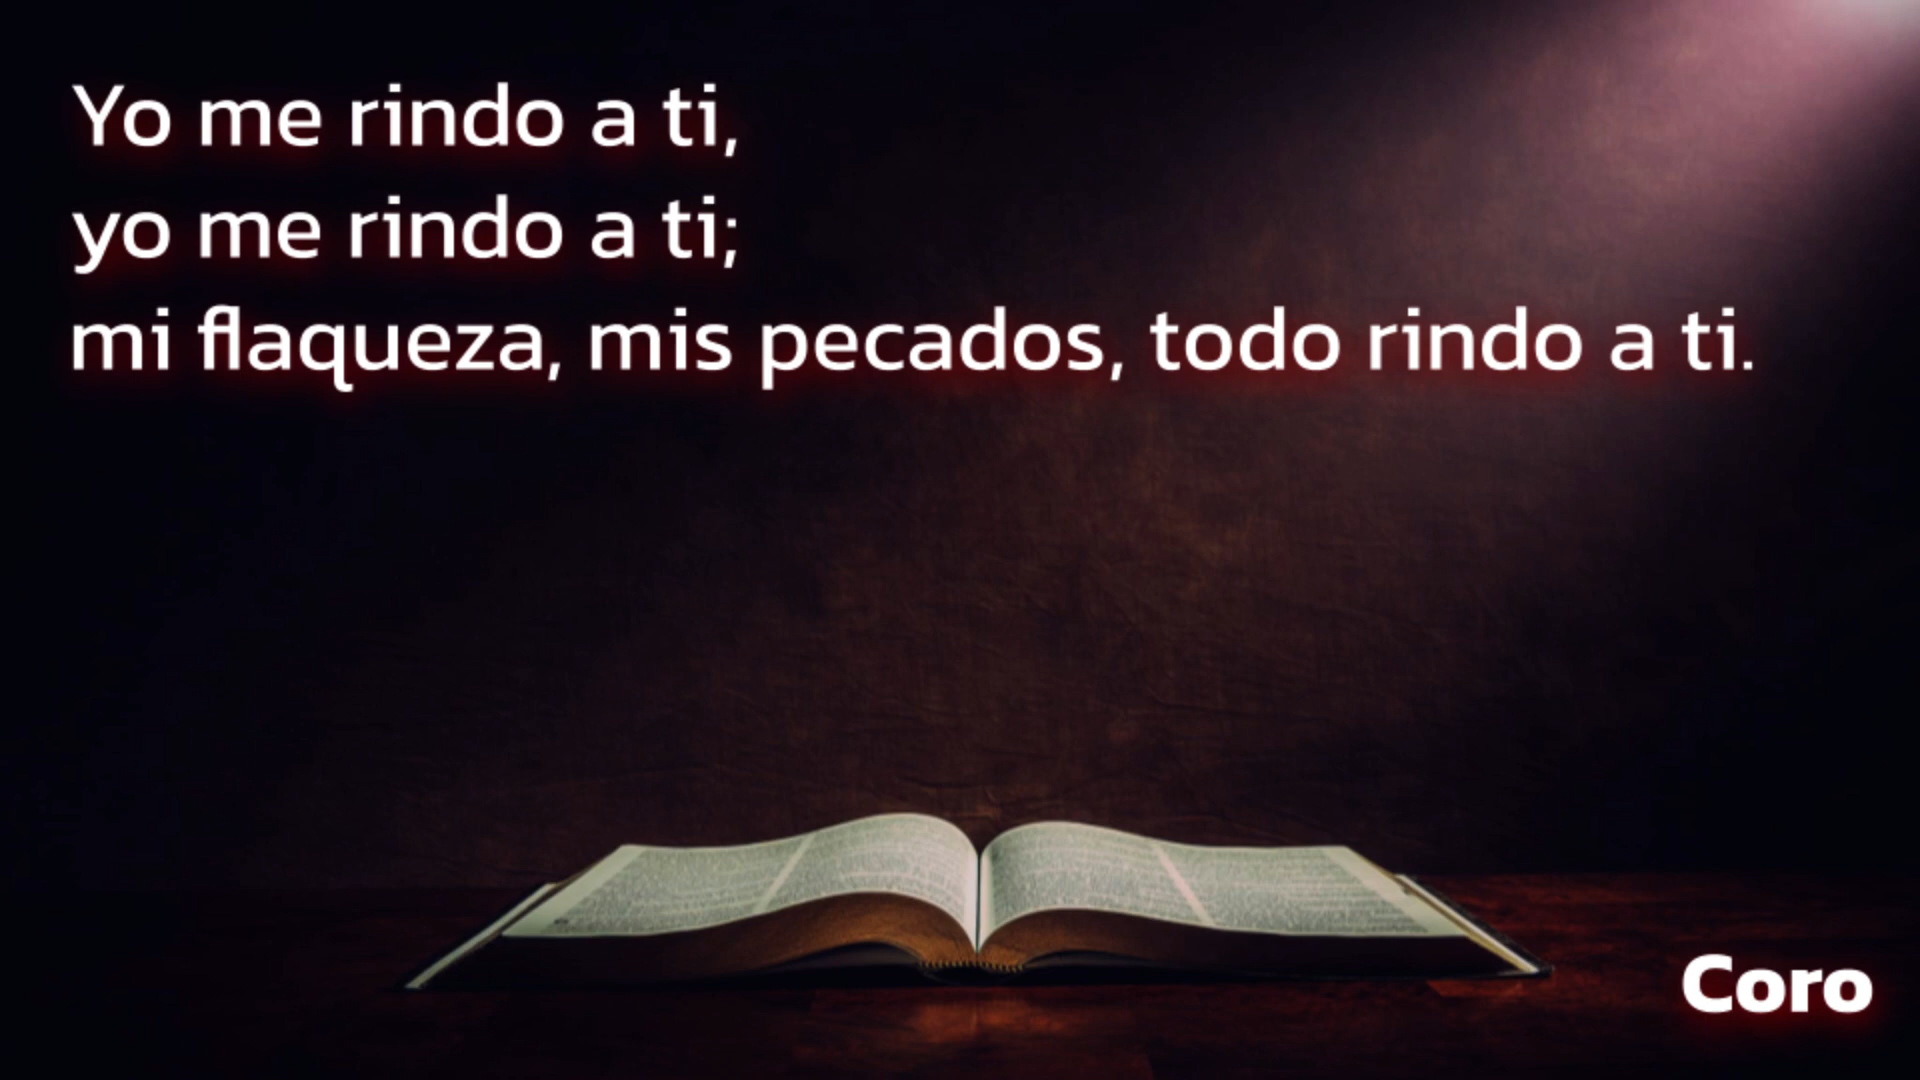 Yo me rindo a ti,
yo me rindo a ti;
mi flaqueza, mis pecados, todo rindo a ti.
Coro